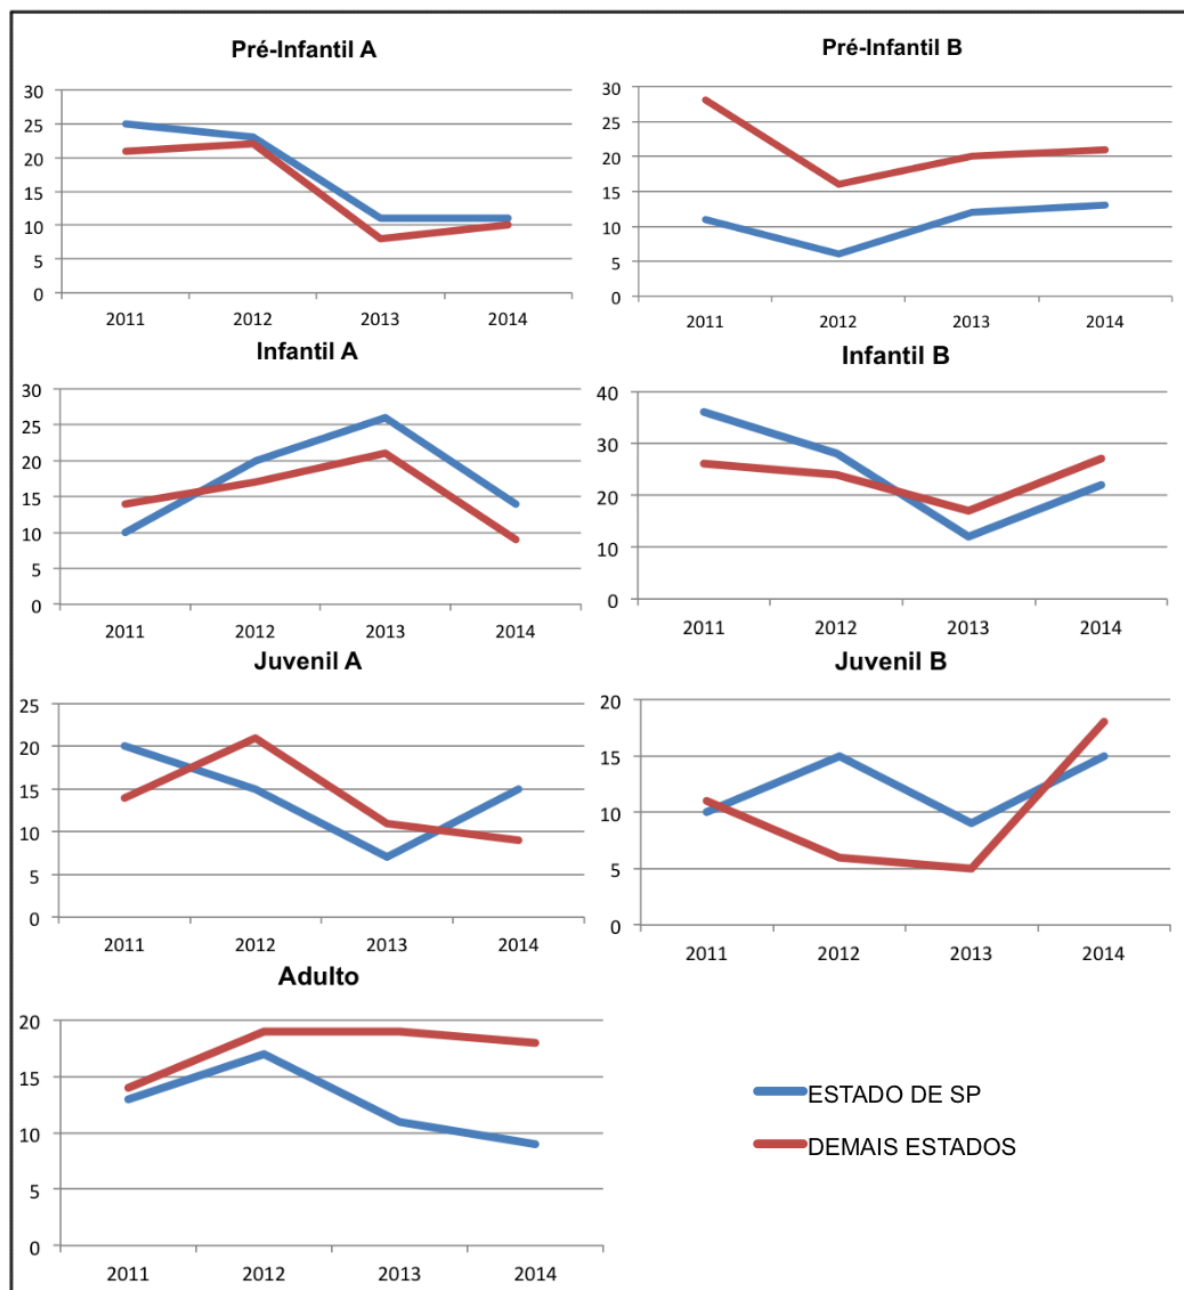 Pré-Infantil A
30
25
20
15
10
5
0
2011 2012 2013 2014
Pré-Infantil B
30
25
20
15
10
5
0
2011 2012 2013 2014
Infantil A
30
25
20
15
10
5
0
2011 2012 2013 2014
Infantil B
40
30
20
10
0
2011 2012 2013 2014
Juvenil A
25
20
15
10
5
0
2011 2012 2013 2014
Juvenil B
20
15
10
5
0
2011 2012 2013 2014
Adulto
20
15
10
5
0
2011 2012 2013 2014
ESTADO DE SP
DEMAIS ESTADOS